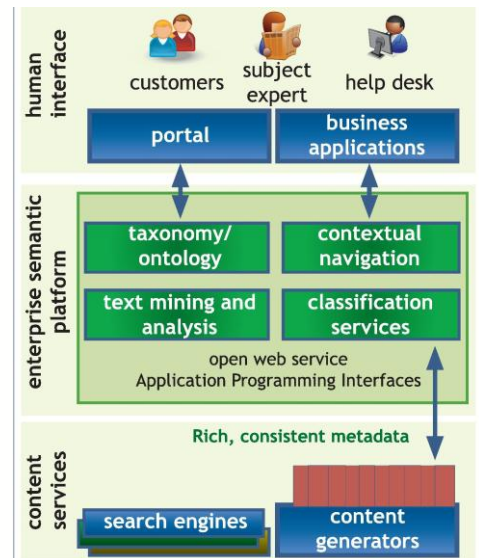 human
interface
customers
subject
expert
help desk
portal
business
applications
enterprise semantic
platform
taxonomy/
ontology
contextual
navigation
text mining and
analysis
classification
services
open web service
Application Programming Interfaces
Rich, consistent metadata
content
services
search engines
content
generators